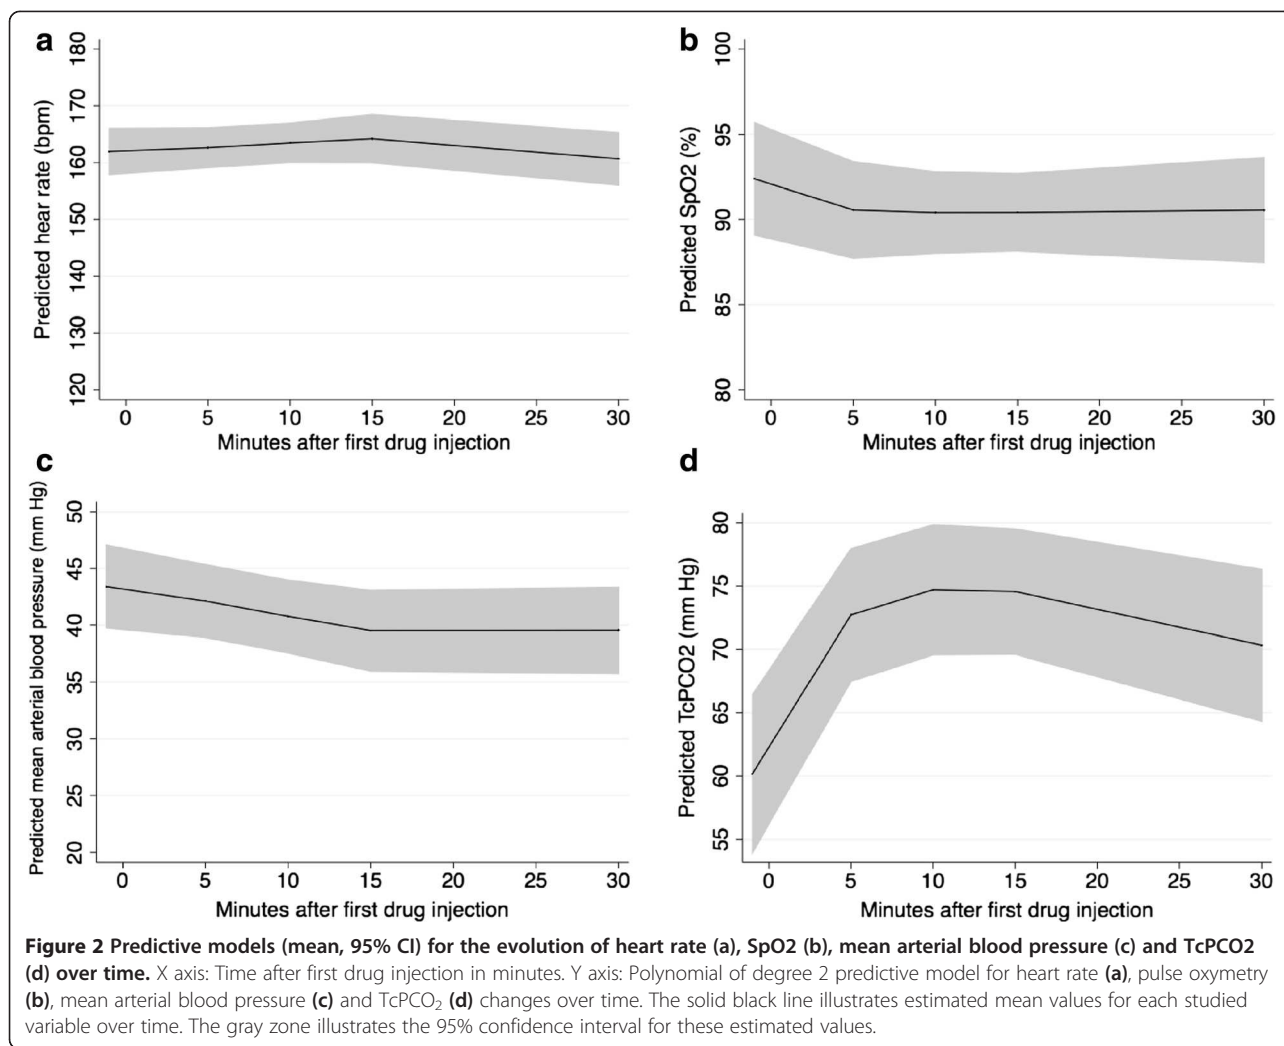 a
180
170
160
150
140
130
120
Predicted hear rate (bpm)
0 5 10 15 20 25 30
Minutes after first drug injection
b
100
95
90
85
80
Predicted SpO2 (%)
0 5 10 15 20 25 30
Minutes after first drug injection
c
50
45
40
35
30
25
20
Predicted mean arterial blood pressure (mm Hg)
0 5 10 15 20 25 30
Minutes after first drug injection
d
80
75
70
65
60
55
Predicted TcPCO2 (mm Hg)
0 5 10 15 20 25 30
Minutes after first drug injection
Figure 2 Predictive models (mean, 95% CI) for the evolution of heart rate (a), SpO2 (b), mean arterial blood pressure (c) and TcPCO2
(d) over time. X axis: Time after first drug injection in minutes. Y axis: Polynomial of degree 2 predictive model for heart rate (a), pulse oxymetry
(b), mean arterial blood pressure (c) and TcPCO₂ (d) changes over time. The solid black line illustrates estimated mean values for each studied
variable over time. The gray zone illustrates the 95% confidence interval for these estimated values.